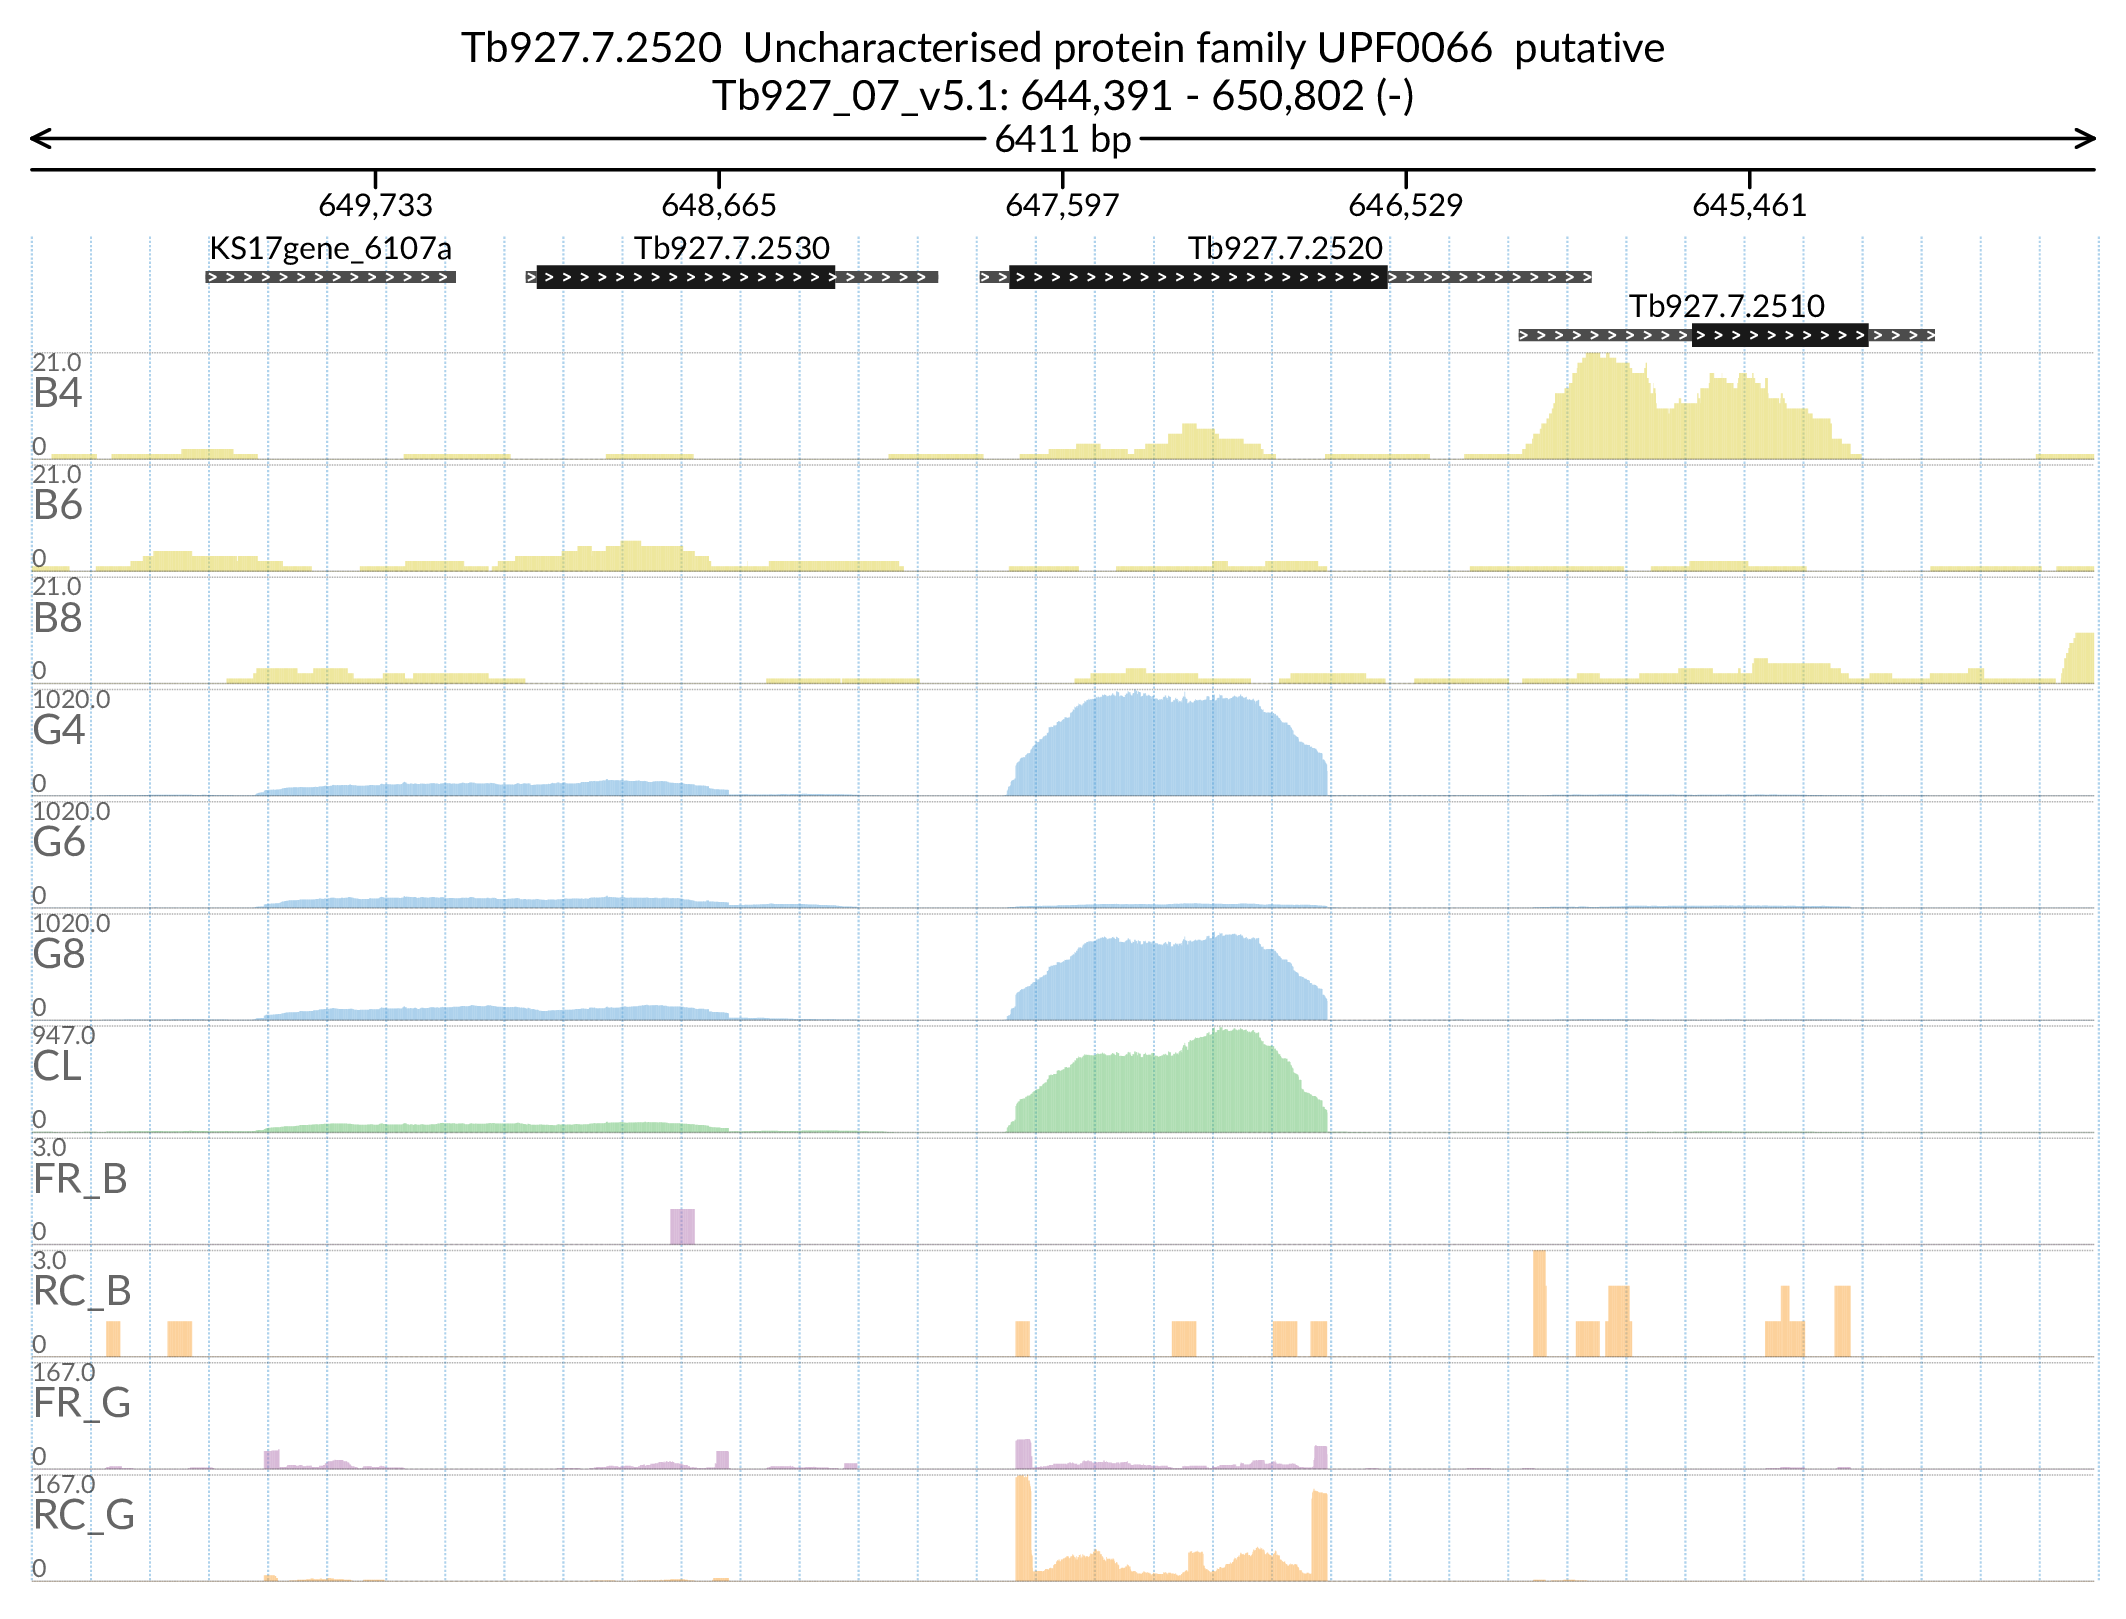 Tb927.7.2520  Uncharacterised protein family UPF0066  putative
Tb927_07_v5.1: 644,391 - 650,802 (-)
6411 bp
649,733 648,665 647,597 646,529 645,461
KS17gene_6107a Tb927.7.2530 Tb927.7.2520
Tb927.7.2510
21.0
B4
0
21.0
B6
0
21.0
B8
0
1020.0
G4
0
1020.0
G6
0
1020.0
G8
0
947.0
CL
0
3.0
FR_B
0
3.0
RC_B
0
167.0
FR_G
0
167.0
RC_G
0